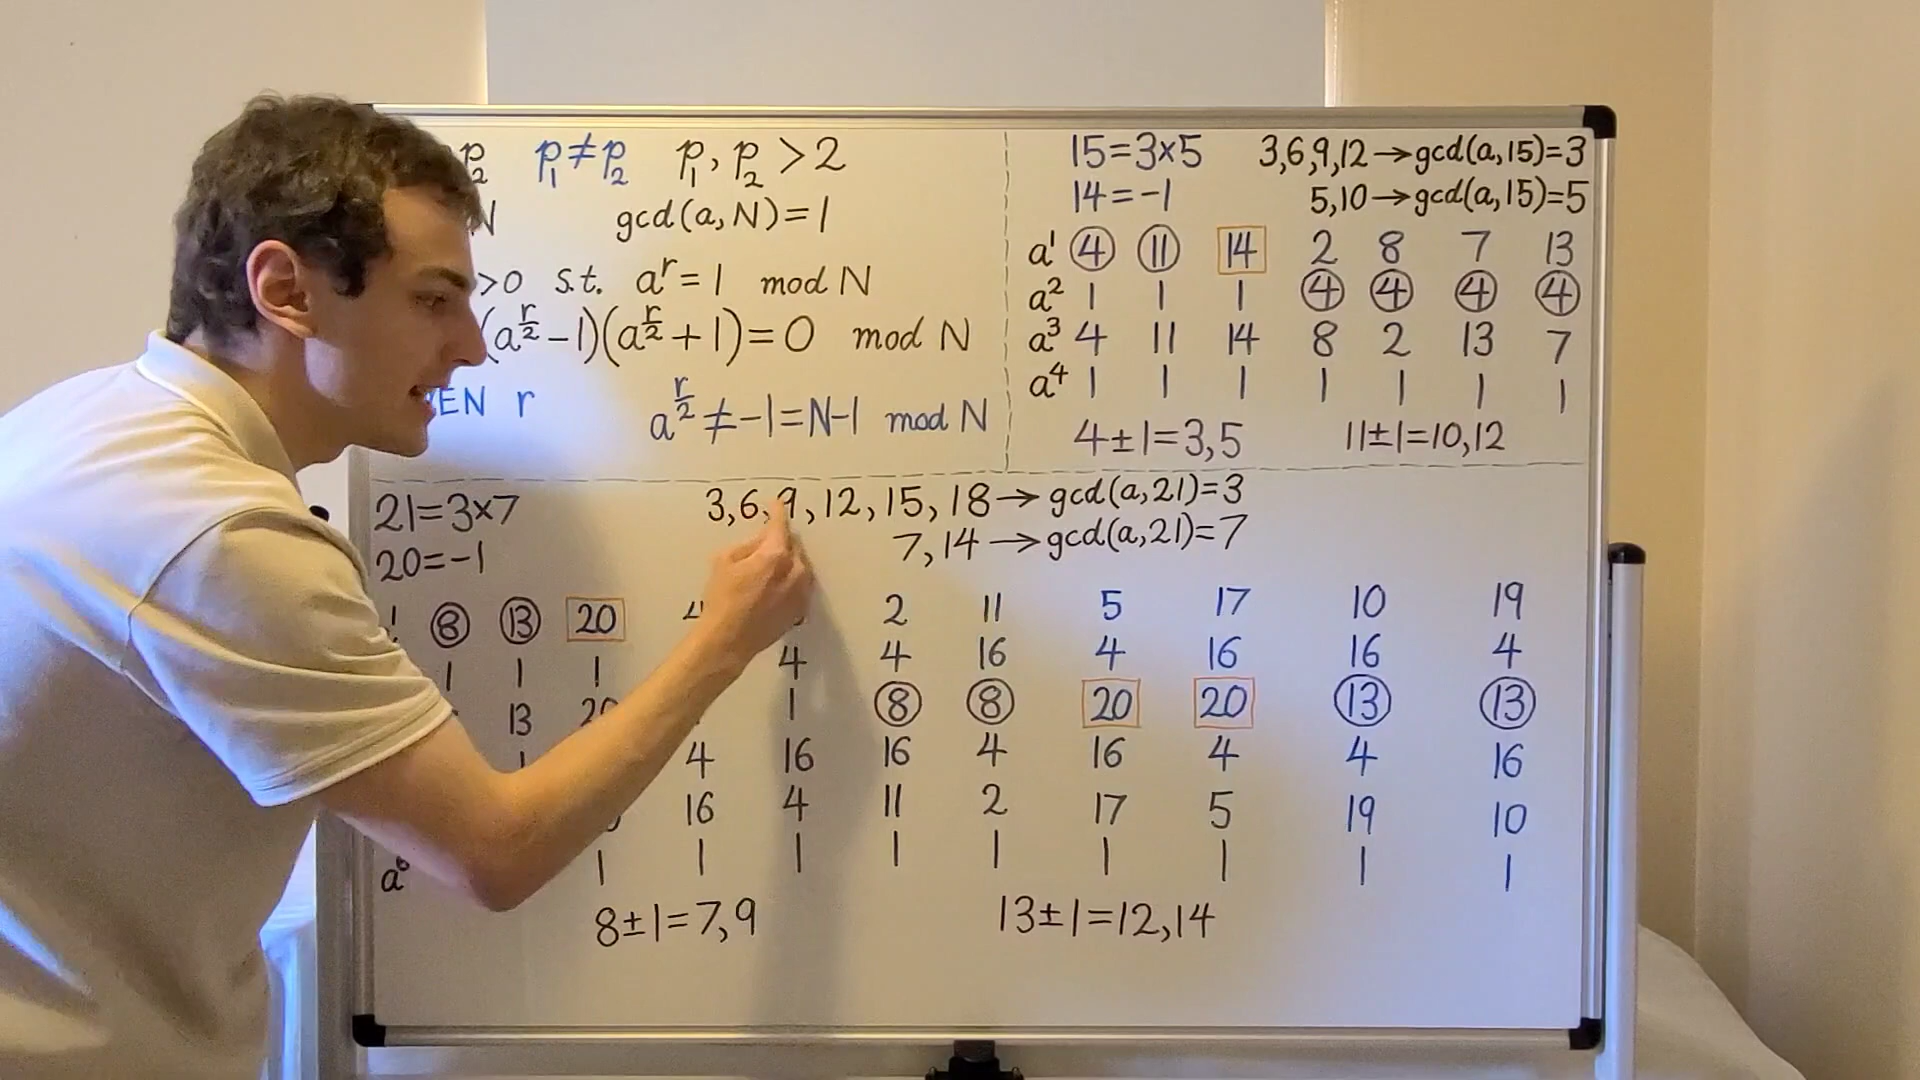 p₂ p₁≠p₂ p₁,p₂>2
N gcd(a,N)=1
>0 s.t. aʳ=1 mod N
(a^(r/2)-1)(a^(r/2)+1)=0 mod N
EN r a^(r/2)≠-1=N-1 mod N
15=3×5 3,6,9,12→gcd(a,15)=3
14=-1 5,10→gcd(a,15)=5
a¹ 4 11 14 2 8 7 13
a² 1 1 1 4 4 4 4
a³ 4 11 14 8 2 13 7
a⁴ 1 1 1 1 1 1 1
4±1=3,5 11±1=10,12
21=3×7 3,6,9,12,15,18→gcd(a,21)=3
20=-1 7,14→gcd(a,21)=7
8 13 20 2 11 5 17 10 19
1 1 1 4 4 16 4 16 16 4
13 20 1 8 8 20 20 13 13
1 4 16 16 4 16 4 4 16
16 4 11 2 17 5 19 10
a⁶ 1 1 1 1 1 1 1 1 1
8±1=7,9 13±1=12,14